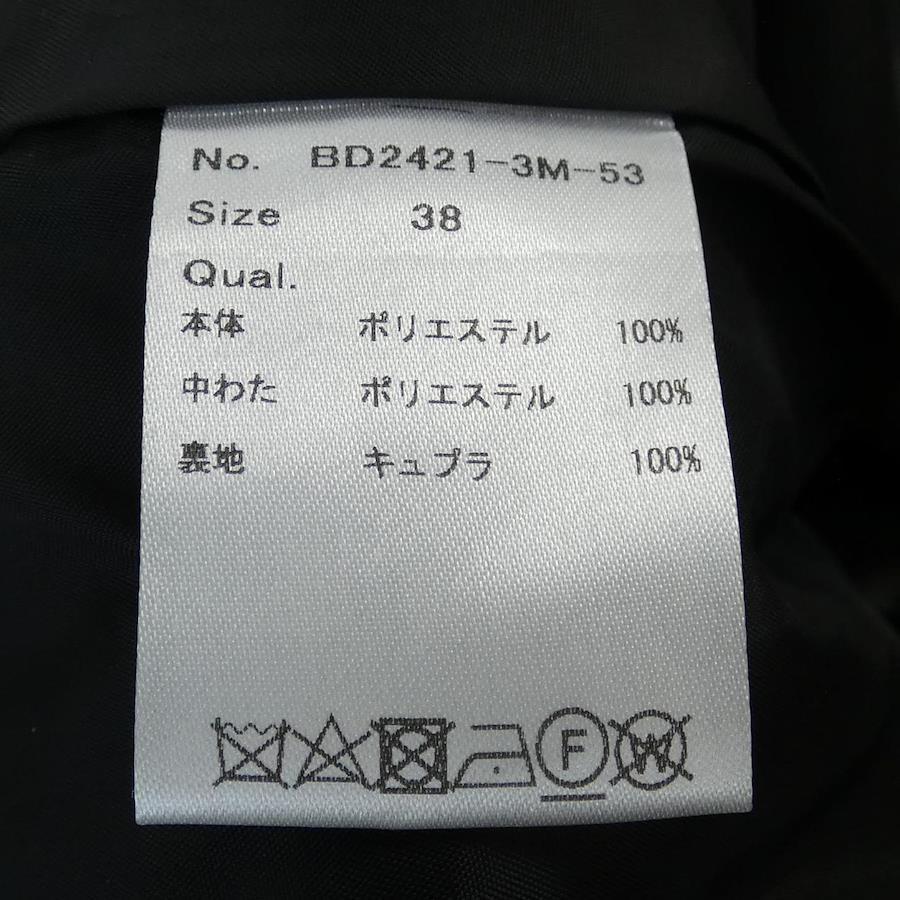 No. BD2421-3M-53
Size 38
Qual.
本体 ポリエステル 100%
中わた ポリエステル 100%
裏地 キュプラ 100%
F W